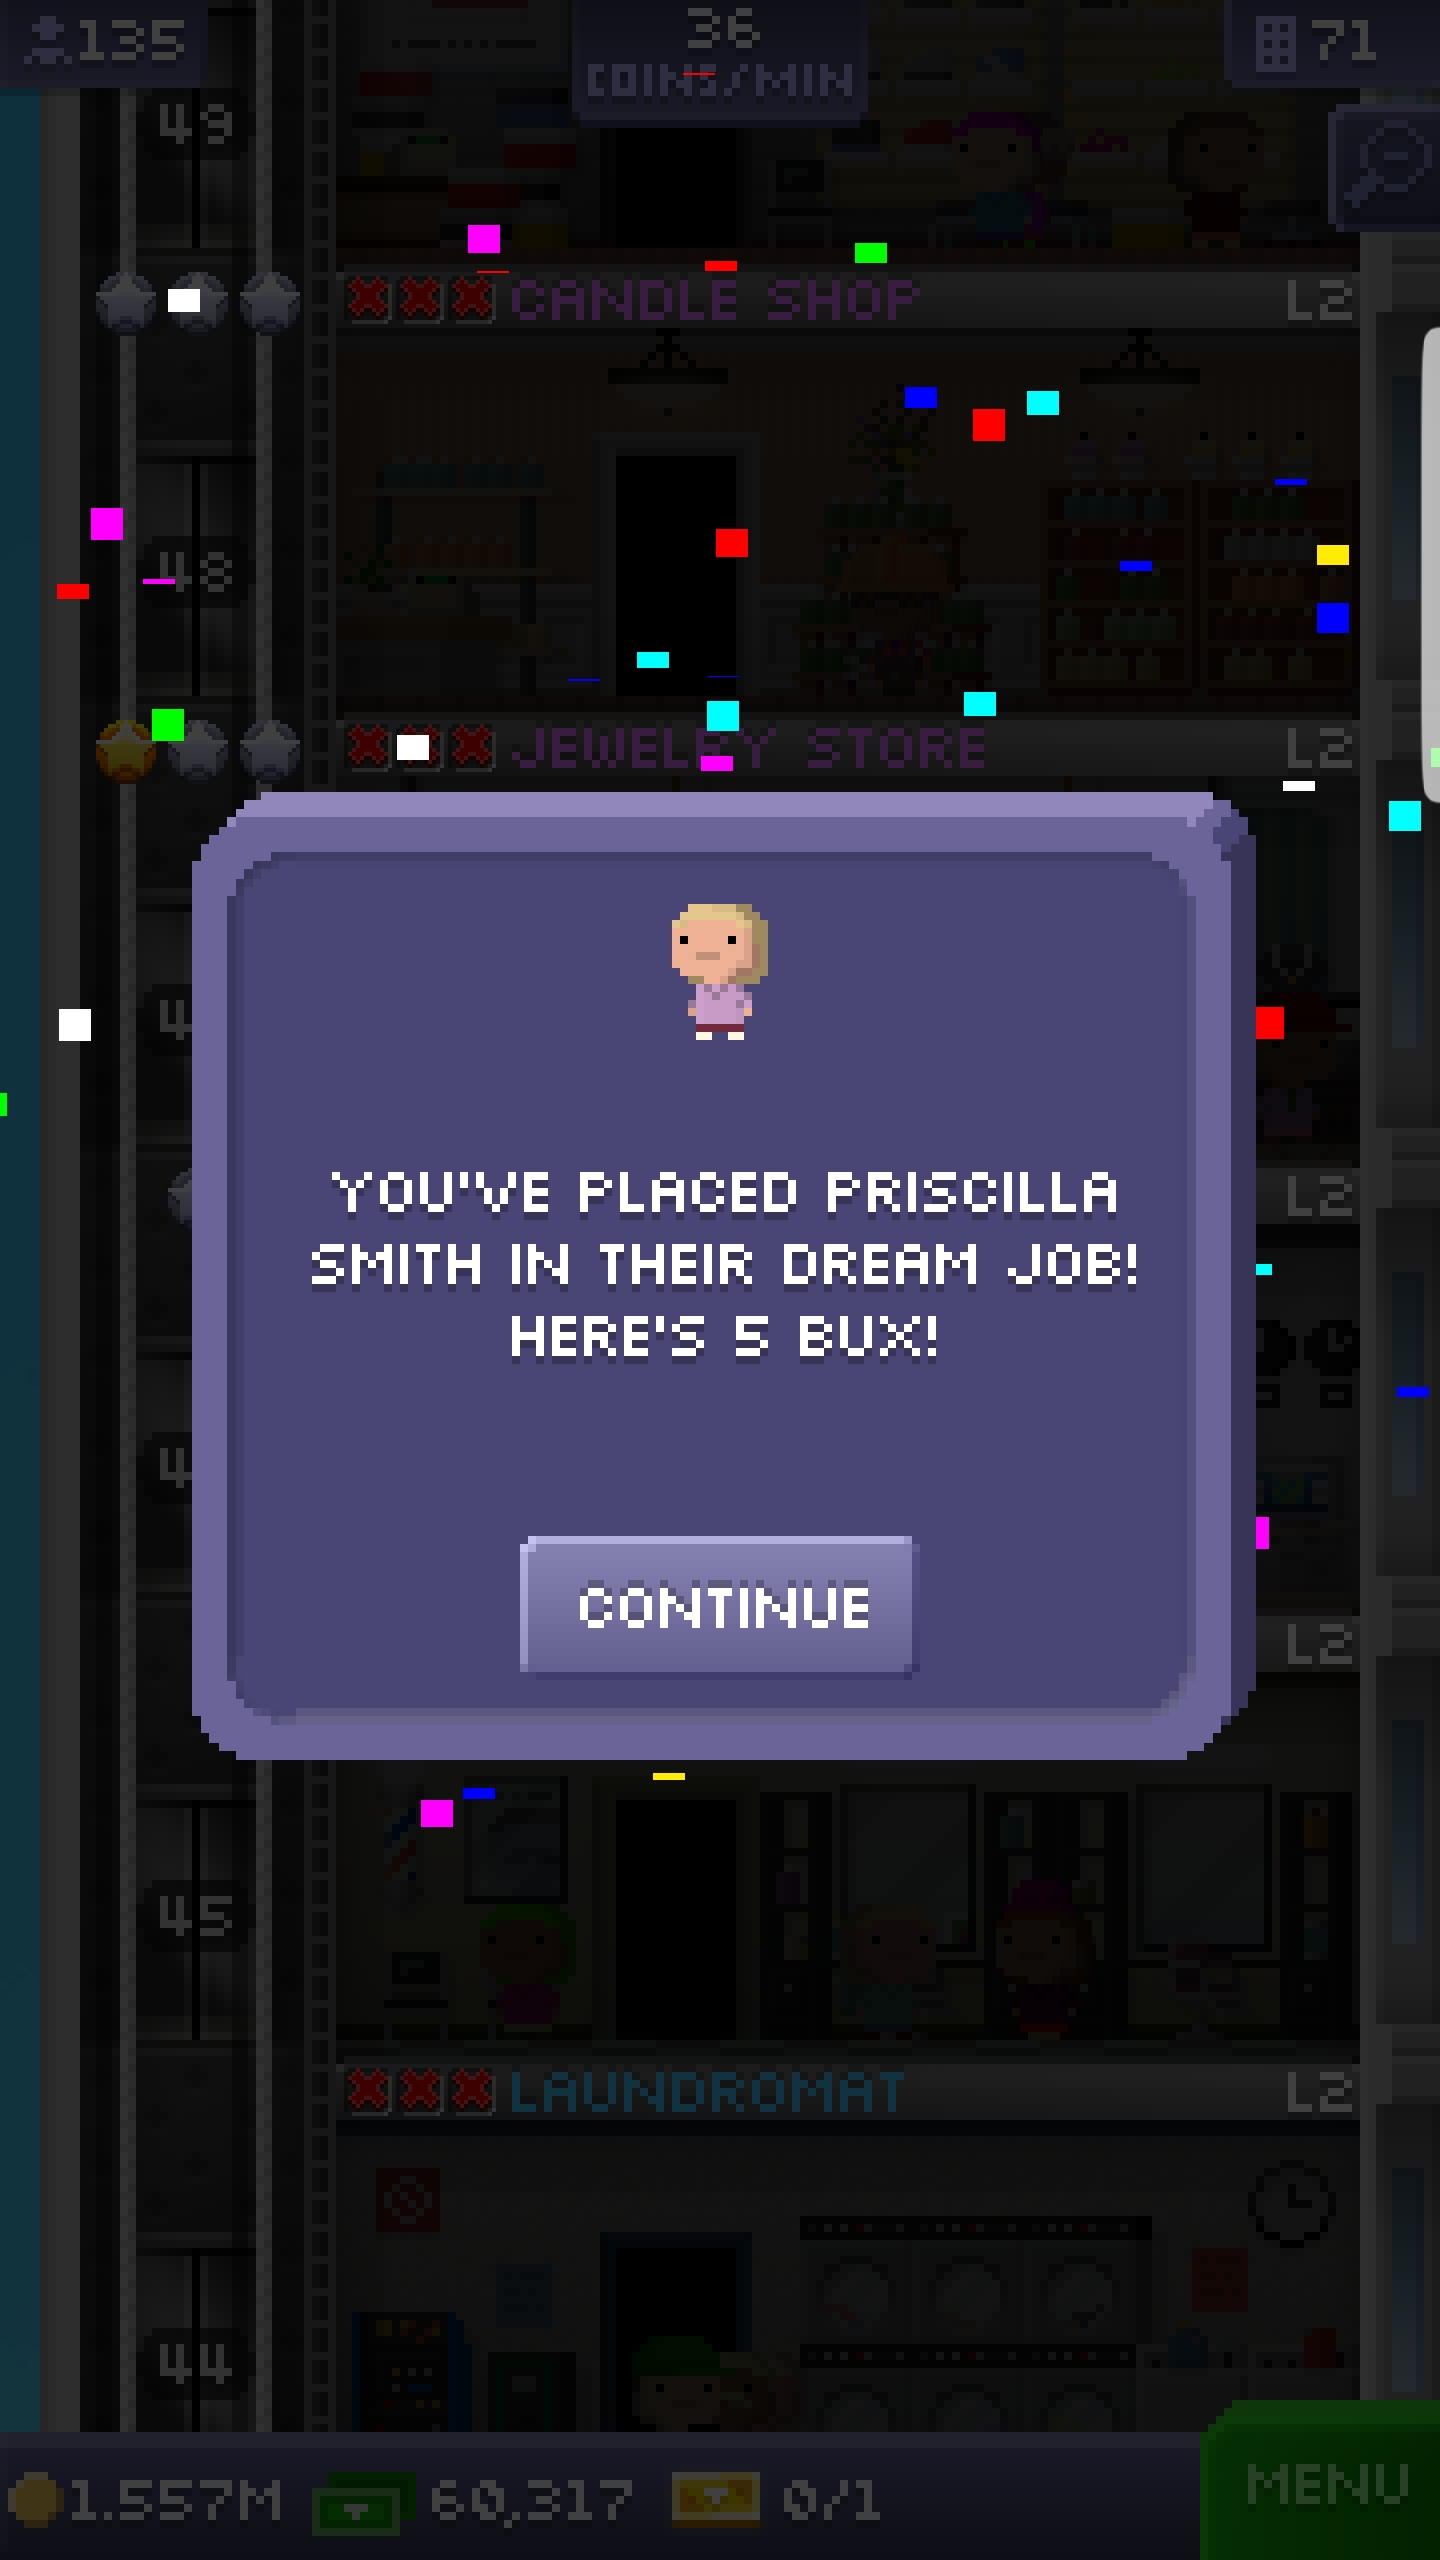 135
36
COINS/MIN
71
49
CANDLE SHOP L2
48
JEWELRY STORE L2
4
L2
YOU'VE PLACED PRISCILLA
SMITH IN THEIR DREAM JOB!
HERE'S 5 BUX!
4
CONTINUE
L2
45
LAUNDROMAT L2
44
1.557M 60,317 0/1
MENU